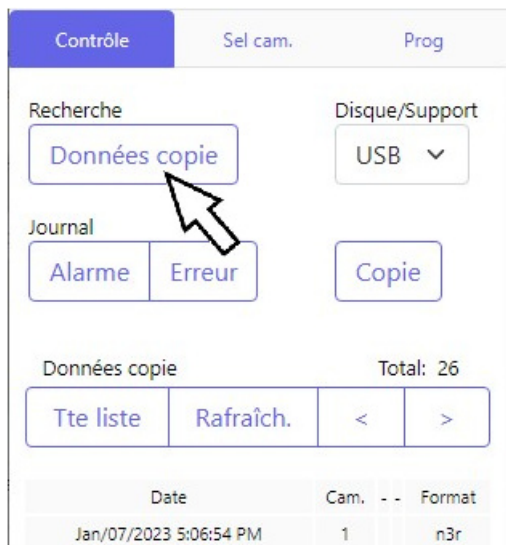 Contrôle Sel cam. Prog
Recherche Disque/Support
Données copie USB
Journal
Alarme Erreur Copie
Données copie Total: 26
Tte liste Rafraîch. < >
Date Cam. - - Format
Jan/07/2023 5:06:54 PM 1 n3r